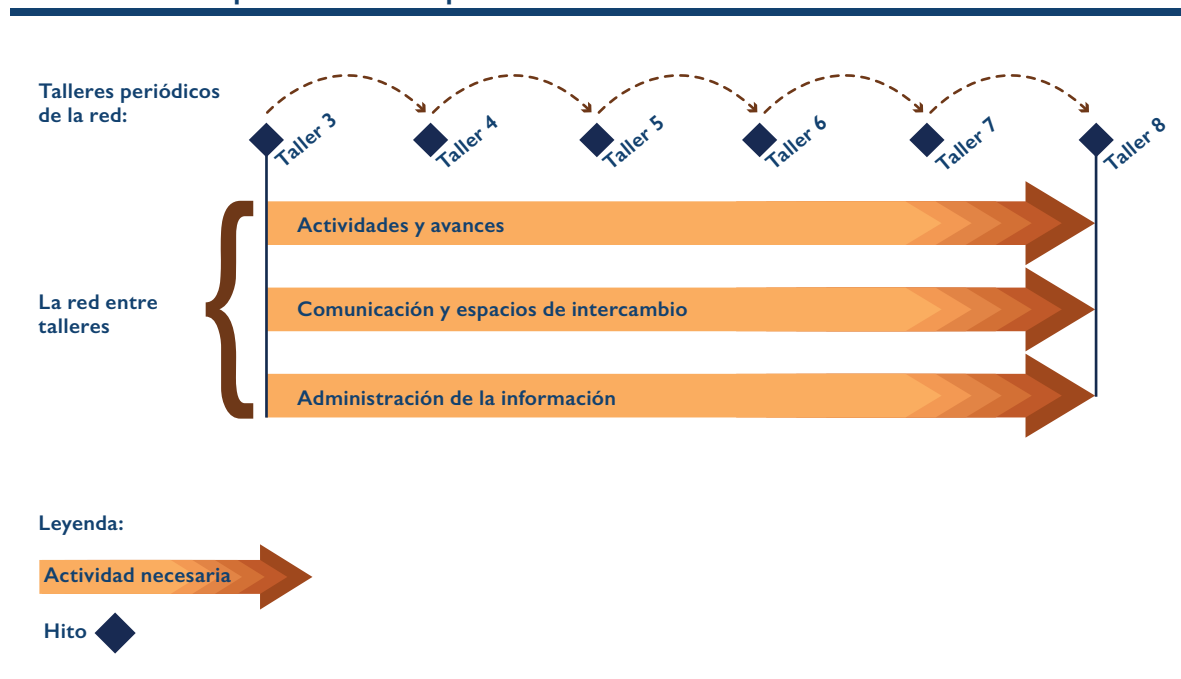 Talleres periódicos
de la red:
Taller 3
Taller 4
Taller 5
Taller 6
Taller 7
Taller 8
Actividades y avances
La red entre
talleres
Comunicación y espacios de intercambio
Administración de la información
Leyenda:
Actividad necesaria
Hito